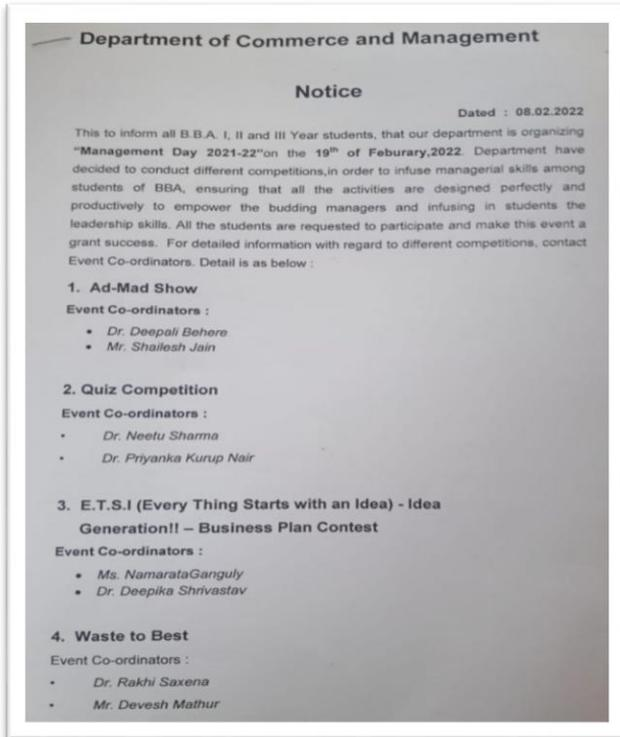 Department of Commerce and Management
Notice
Dated : 08.02.2022
This to inform all B.B.A. I, II and III Year students, that our department is organizing
"Management Day 2021-22"on the 19th of Feburary,2022. Department have
decided to conduct different competitions,in order to infuse managerial skills among
students of BBA, ensuring that all the activities are designed perfectly and
productively to empower the budding managers and infusing in students the
leadership skills. All the students are requested to participate and make this event a
grant success. For detailed information with regard to different competitions, contact
Event Co-ordinators. Detail is as below :
1. Ad-Mad Show
Event Co-ordinators :
• Dr. Deepali Behere
• Mr. Shailesh Jain
2. Quiz Competition
Event Co-ordinators :
• Dr. Neetu Sharma
• Dr. Priyanka Kurup Nair
3. E.T.S.I (Every Thing Starts with an Idea) - Idea
Generation!! – Business Plan Contest
Event Co-ordinators :
• Ms. NamarataGanguly
• Dr. Deepika Shrivastav
4. Waste to Best
Event Co-ordinators :
• Dr. Rakhi Saxena
• Mr. Devesh Mathur